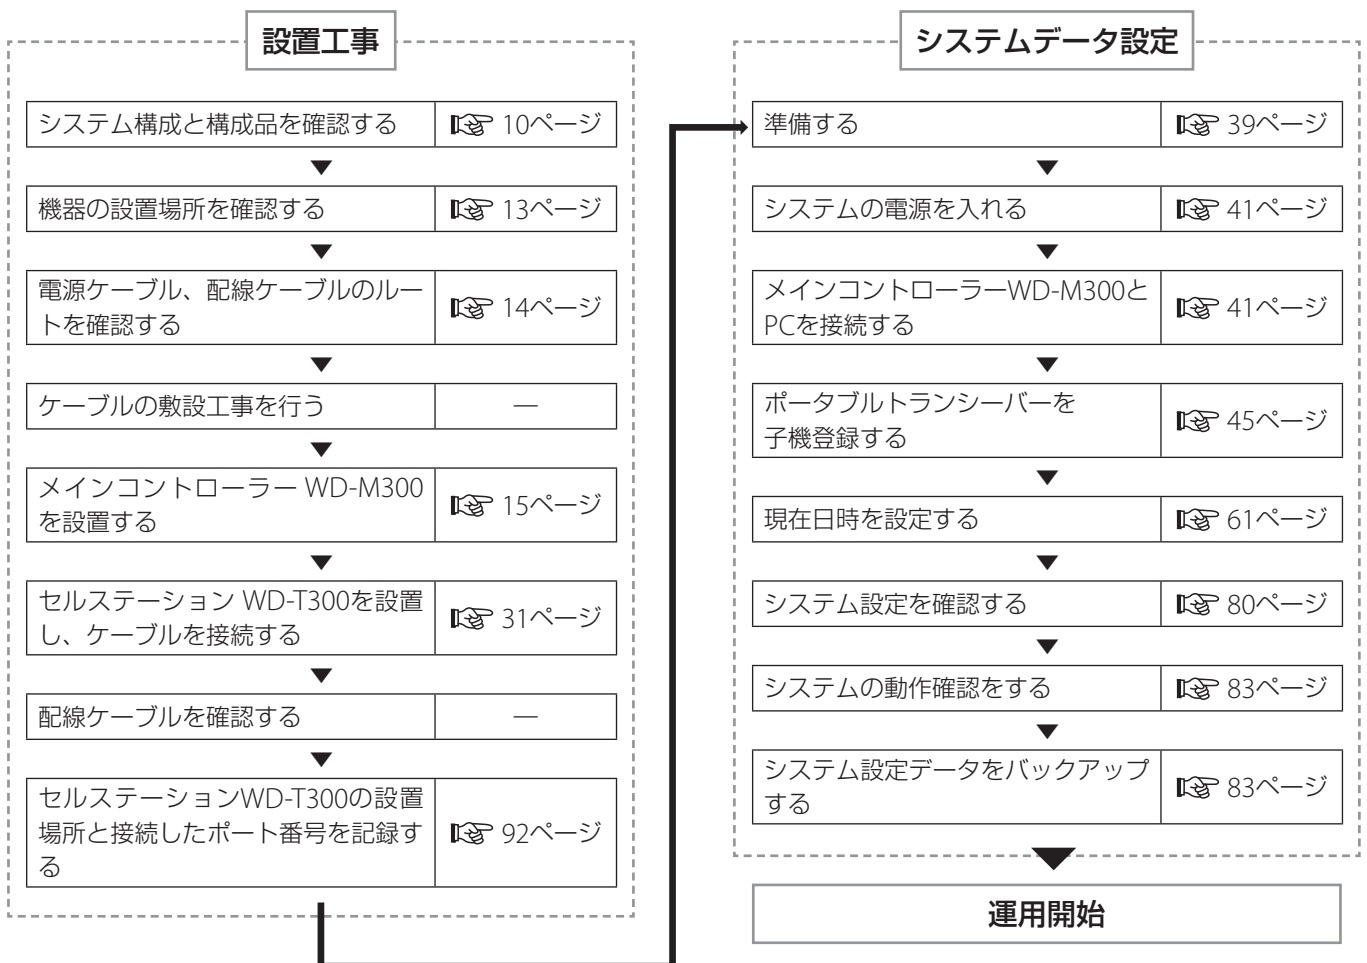 設置工事
システム構成と構成品を確認する
10ページ
機器の設置場所を確認する
13ページ
電源ケーブル、配線ケーブルのルー
トを確認する
14ページ
ケーブルの敷設工事を行う
—
メインコントローラー WD-M300
を設置する
15ページ
セルステーション WD-T300を設置
し、ケーブルを接続する
31ページ
配線ケーブルを確認する
—
セルステーションWD-T300の設置
場所と接続したポート番号を記録す
る
92ページ
システムデータ設定
準備する
39ページ
システムの電源を入れる
41ページ
メインコントローラーWD-M300と
PCを接続する
41ページ
ポータブルトランシーバーを
子機登録する
45ページ
現在日時を設定する
61ページ
システム設定を確認する
80ページ
システムの動作確認をする
83ページ
システム設定データをバックアップ
する
83ページ
運用開始